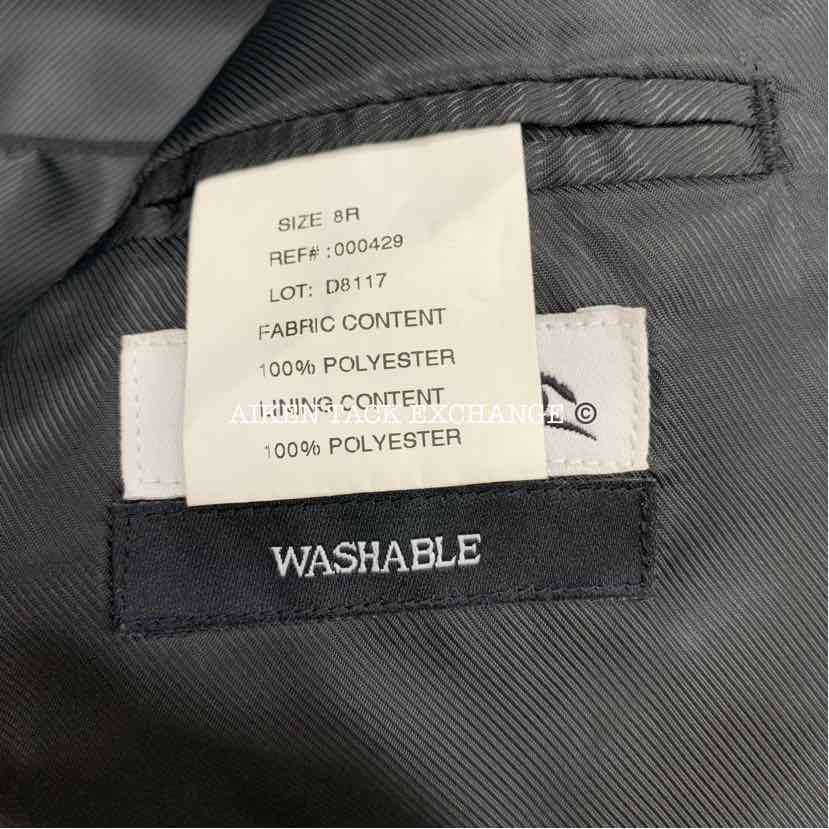 SIZE 8R
REF# :000429
LOT: D8117
FABRIC CONTENT
100% POLYESTER
LINING CONTENT
AIKEN TACK EXCHANGE ©
100% POLYESTER
WASHABLE